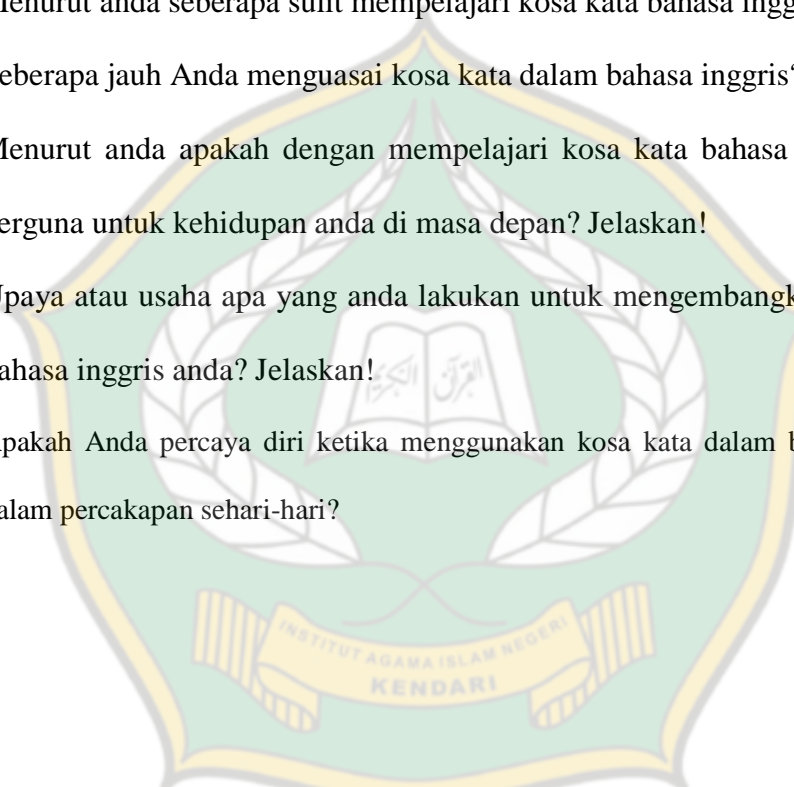 Menurut anda seberapa sulit mempelajari kosa kata bahasa
seberapa jauh Anda menguasai kosa kata dalam bahasa inggris?
Menurut anda apakah dengan mempelajari kosa kata bahasa
berguna untuk kehidupan anda di masa depan? Jelaskan!
Upaya atau usaha apa yang anda lakukan untuk
bahasa inggris anda? Jelaskan!
Apakah Anda percaya diri ketika menggunakan kosa kata dalam
dalam percakapan sehari-hari?
القرآن الكريم
INSTITUT AGAMA ISLAM NEGERI
KENDARI